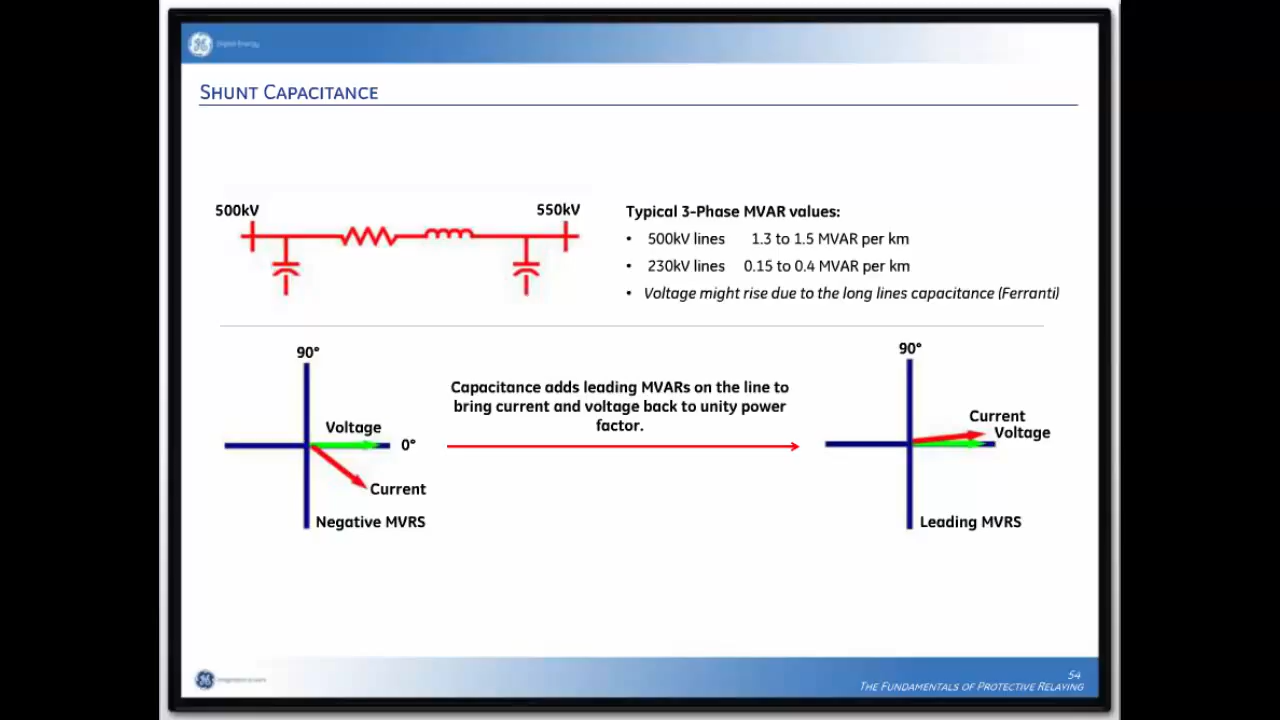 Digital Energy
SHUNT CAPACITANCE
500kV
550kV
Typical 3-Phase MVAR values:
• 500kV lines 1.3 to 1.5 MVAR per km
• 230kV lines 0.15 to 0.4 MVAR per km
• Voltage might rise due to the long lines capacitance (Ferranti)
90°
Voltage
0°
Current
Negative MVRS
Capacitance adds leading MVARs on the line to
bring current and voltage back to unity power
factor.
90°
Current
Voltage
Leading MVRS
54
THE FUNDAMENTALS OF PROTECTIVE RELAYING